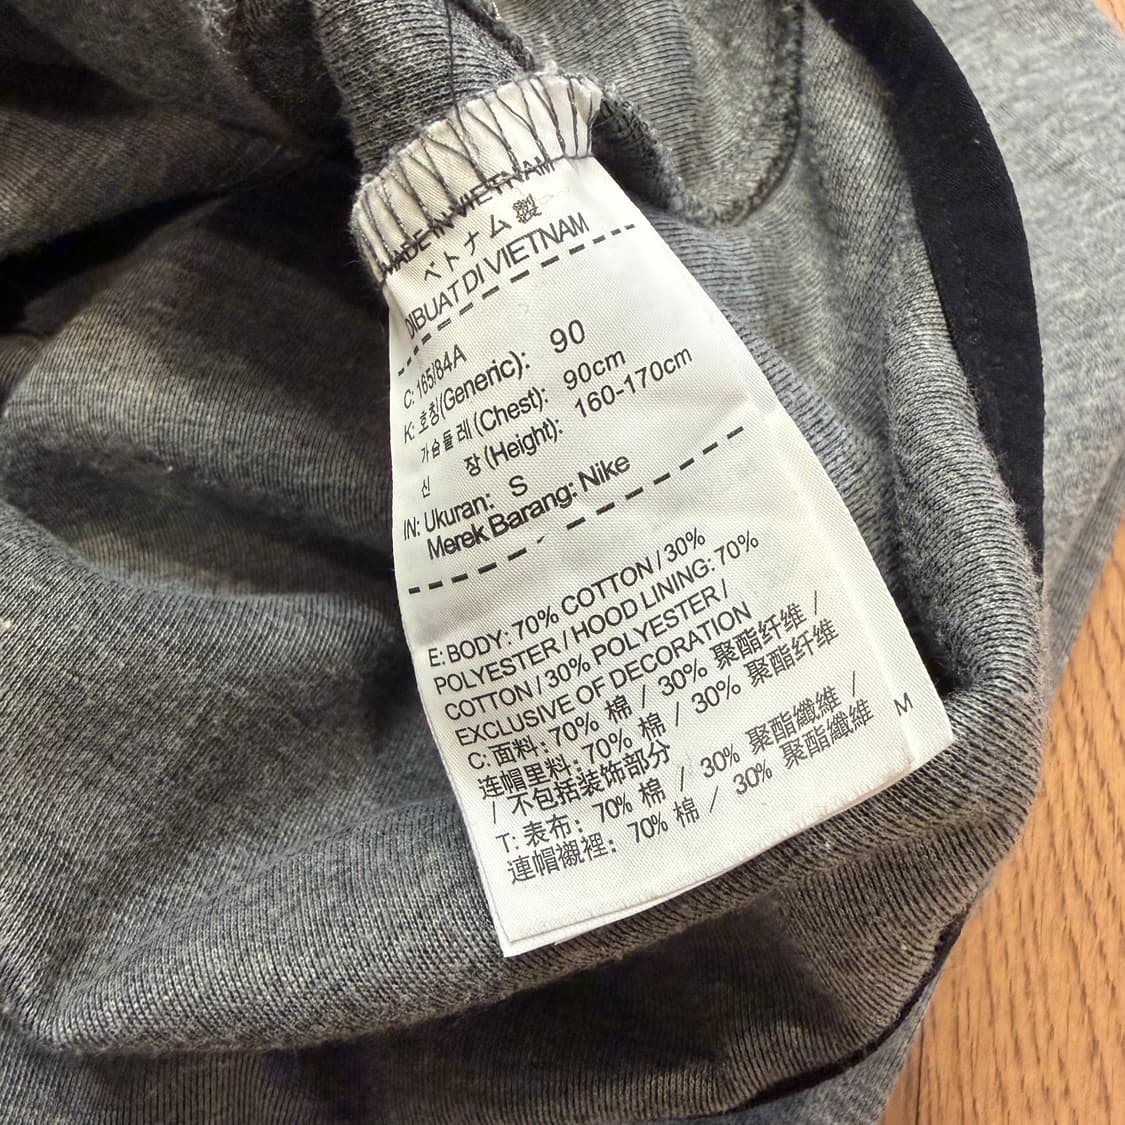 MADE IN VIETNAM
ベトナム製
DIBUAT DI VIETNAM
C: 165/84A
K: 호칭(Generic): 90
가슴둘레 (Chest): 90cm
신 장 (Height): 160-170cm
IN: Ukuran: S
Merek Barang: Nike
E: BODY: 70% COTTON / 30%
POLYESTER / HOOD LINING: 70%
COTTON / 30% POLYESTER /
EXCLUSIVE OF DECORATION
C: 面料: 70% 棉 / 30% 聚酯纤维 /
连帽里料: 70% 棉 / 30% 聚酯纤维
/ 不包括装饰部分
T: 表布: 70% 棉 / 30% 聚酯纖維 /
連帽襯裡: 70% 棉 / 30% 聚酯纖維
M